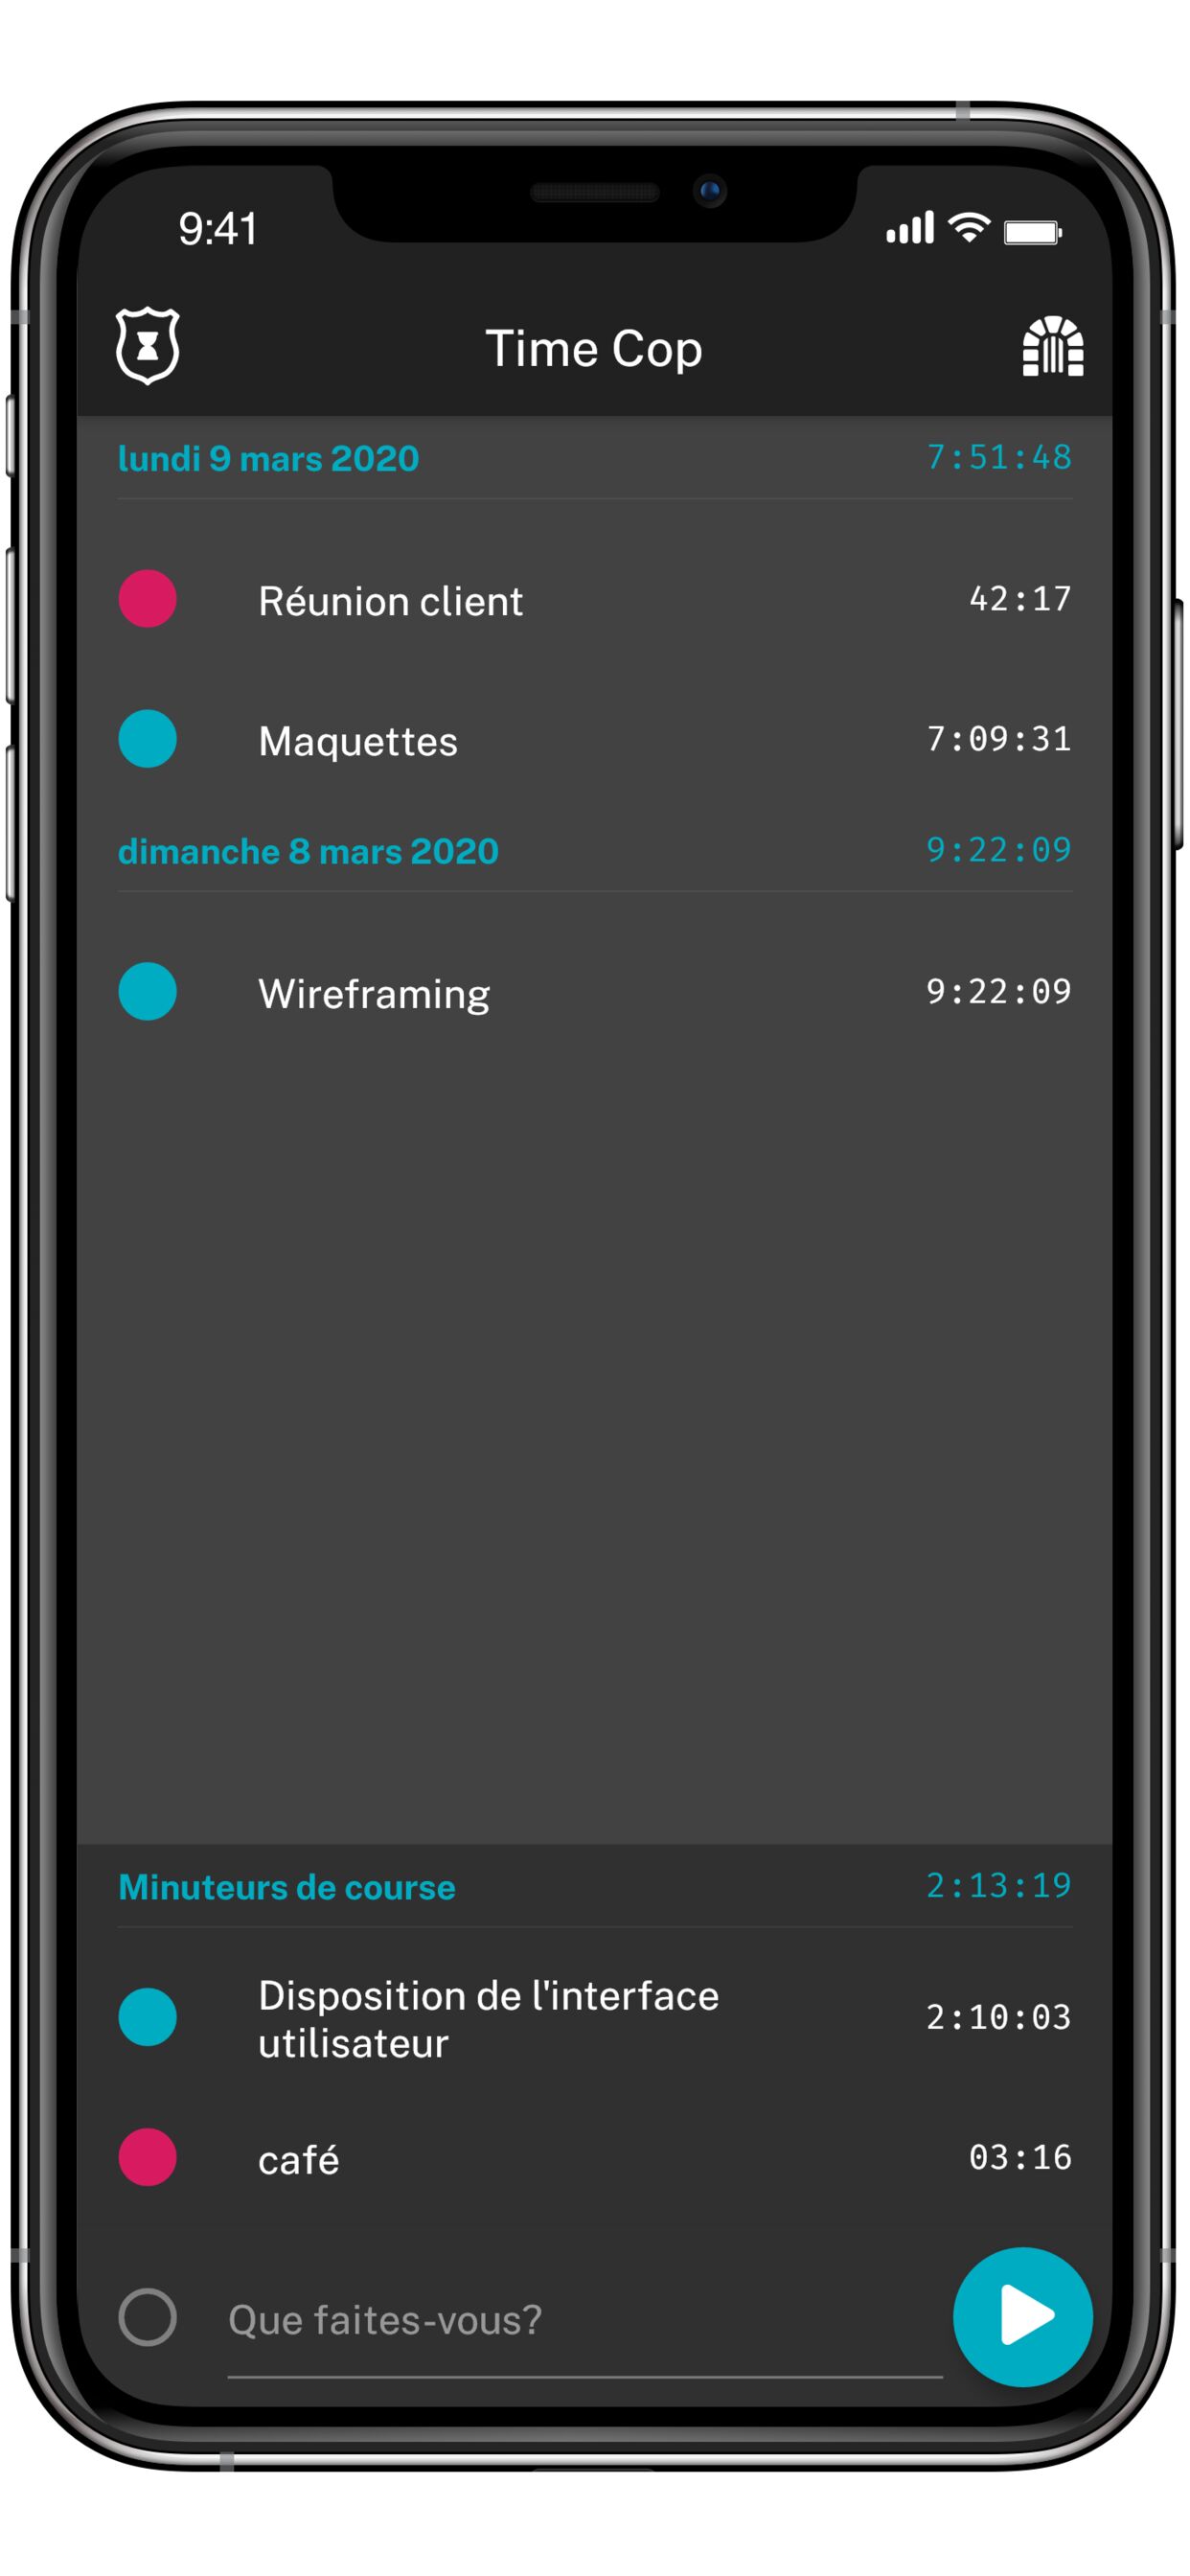 9:41
Time Cop
lundi 9 mars 2020 7:51:48
Réunion client 42:17
Maquettes 7:09:31
dimanche 8 mars 2020 9:22:09
Wireframing 9:22:09
Minuteurs de course 2:13:19
Disposition de l'interface
utilisateur 2:10:03
café 03:16
Que faites-vous?